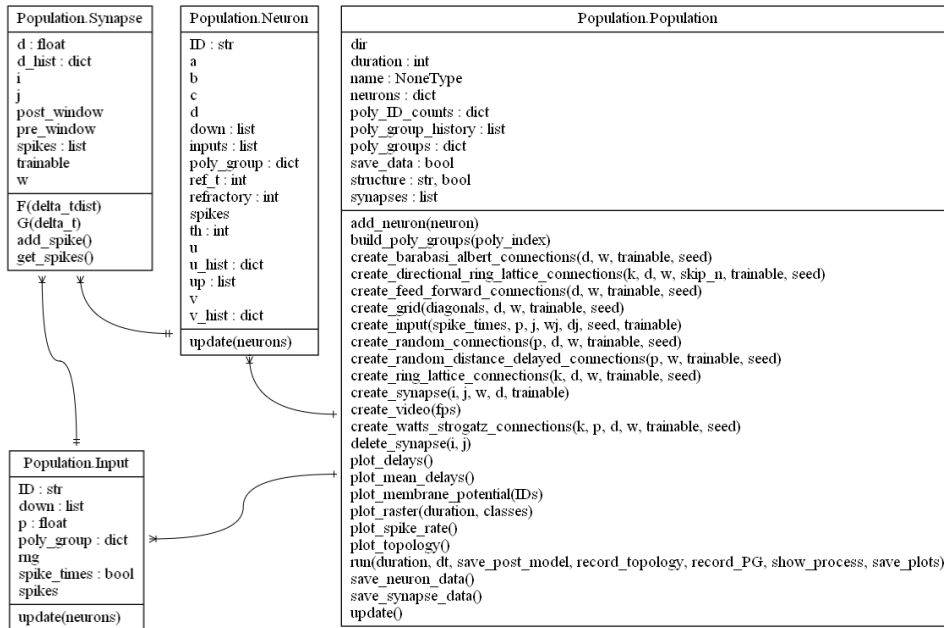 Population.Synapse
d : float
d_hist : dict
i
j
post_window
pre_window
spikes : list
trainable
w
F(delta_tdist)
G(delta_t)
add_spike()
get_spikes()
Population.Neuron
ID : str
a
b
c
d
down : list
inputs : list
poly_group : dict
ref_t : int
refractory : int
spikes
th : int
u
u_hist : dict
up : list
v
v_hist : dict
update(neurons)
Population.Population
dir
duration : int
name : NoneType
neurons : dict
poly_ID_counts : dict
poly_group_history : list
poly_groups : dict
save_data : bool
structure : str, bool
synapses : list
add_neuron(neuron)
build_poly_groups(poly_index)
create_barabasi_albert_connections(d, w, trainable, seed)
create_directional_ring_lattice_connections(k, d, w, skip_n, trainable, seed)
create_feed_forward_connections(d, w, trainable, seed)
create_grid(diagonals, d, w, trainable, seed)
create_input(spike_times, p, j, wj, dj, seed, trainable)
create_random_connections(p, d, w, trainable, seed)
create_random_distance_delayed_connections(p, w, trainable, seed)
create_ring_lattice_connections(k, d, w, trainable, seed)
create_synapse(i, j, w, d, trainable)
create_video(fps)
create_watts_strogatz_connections(k, p, d, w, trainable, seed)
delete_synapse(i, j)
plot_delays()
plot_mean_delays()
plot_membrane_potential(IDs)
plot_raster(duration, classes)
plot_spike_rate()
plot_topology()
run(duration, dt, save_post_model, record_topology, record_PG, show_process, save_plots)
save_neuron_data()
save_synapse_data()
update()
Population.Input
ID : str
down : list
p : float
poly_group : dict
rng
spike_times : bool
spikes
update(neurons)